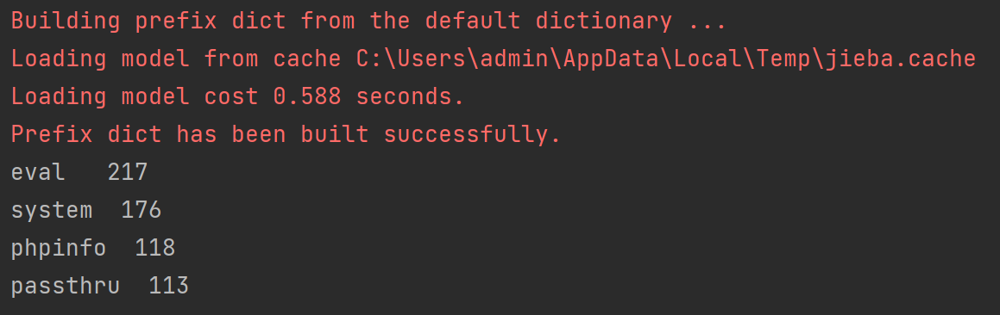 Building prefix dict from the default dictionary ...
Loading model from cache C:\Users\admin\AppData\Local\Temp\jieba.cache
Loading model cost 0.588 seconds.
Prefix dict has been built successfully.
eval   217
system  176
phpinfo  118
passthru  113